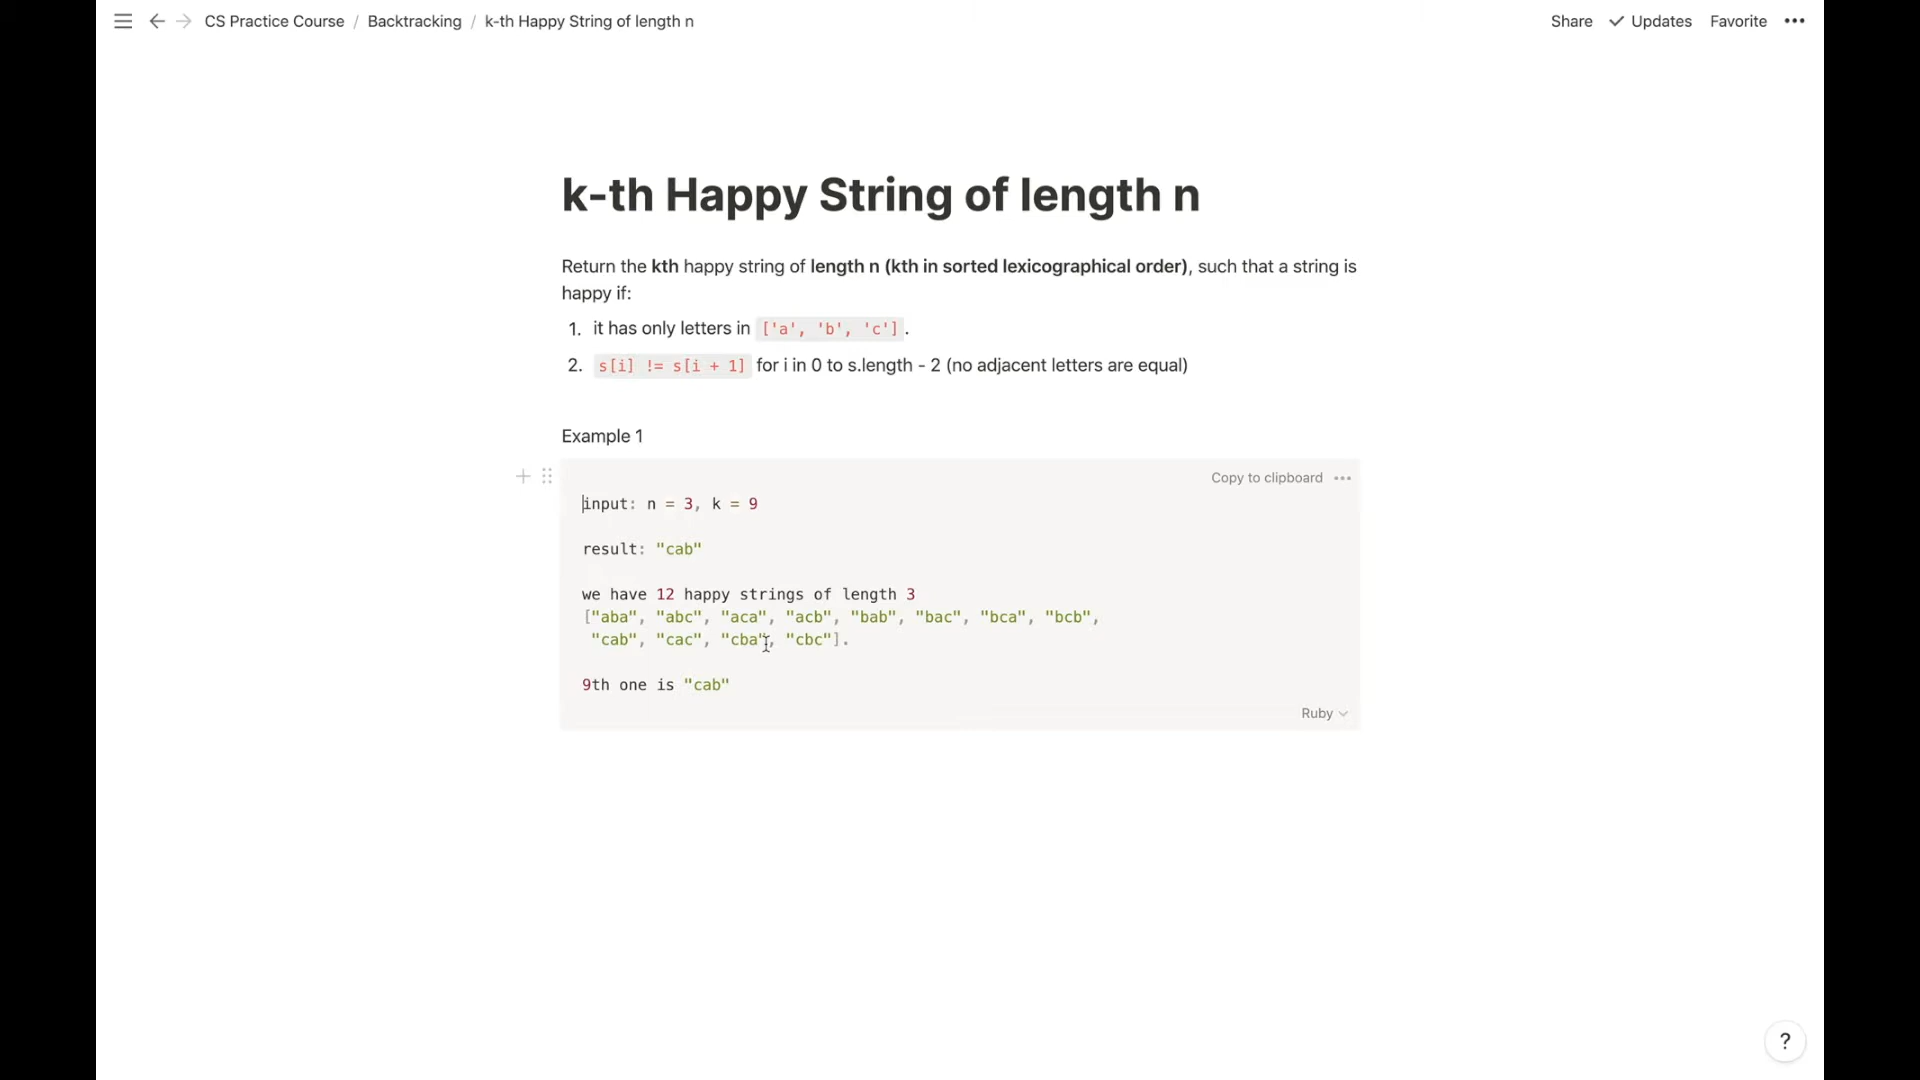 CS Practice Course / Backtracking / k-th Happy String of length n
Share Updates Favorite
k-th Happy String of length n
Return the kth happy string of length n (kth in sorted lexicographical order), such that a string is
happy if:
1. it has only letters in ['a', 'b', 'c'].
2. s[i] != s[i + 1] for i in 0 to s.length - 2 (no adjacent letters are equal)
Example 1
Copy to clipboard
input: n = 3, k = 9
result: "cab"
we have 12 happy strings of length 3
["aba", "abc", "aca", "acb", "bab", "bac", "bca", "bcb",
"cab", "cac", "cba", "cbc"].
9th one is "cab"
Ruby
?